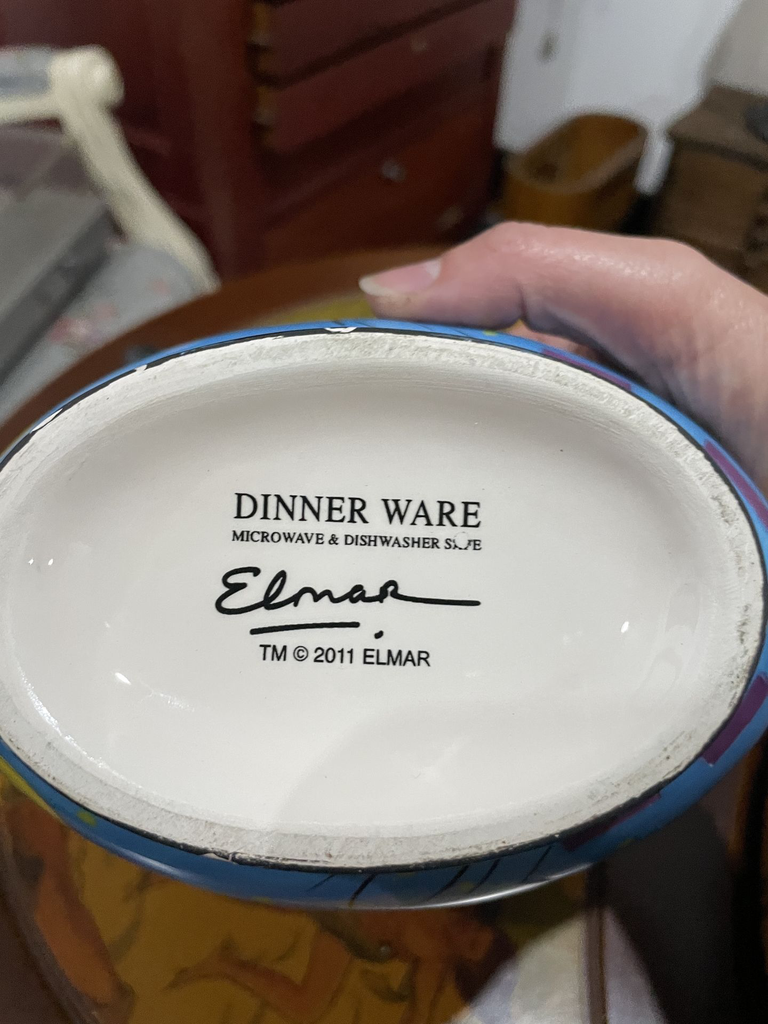 DINNER WARE
MICROWAVE & DISHWASHER SAFE
Elmar
TM © 2011 ELMAR